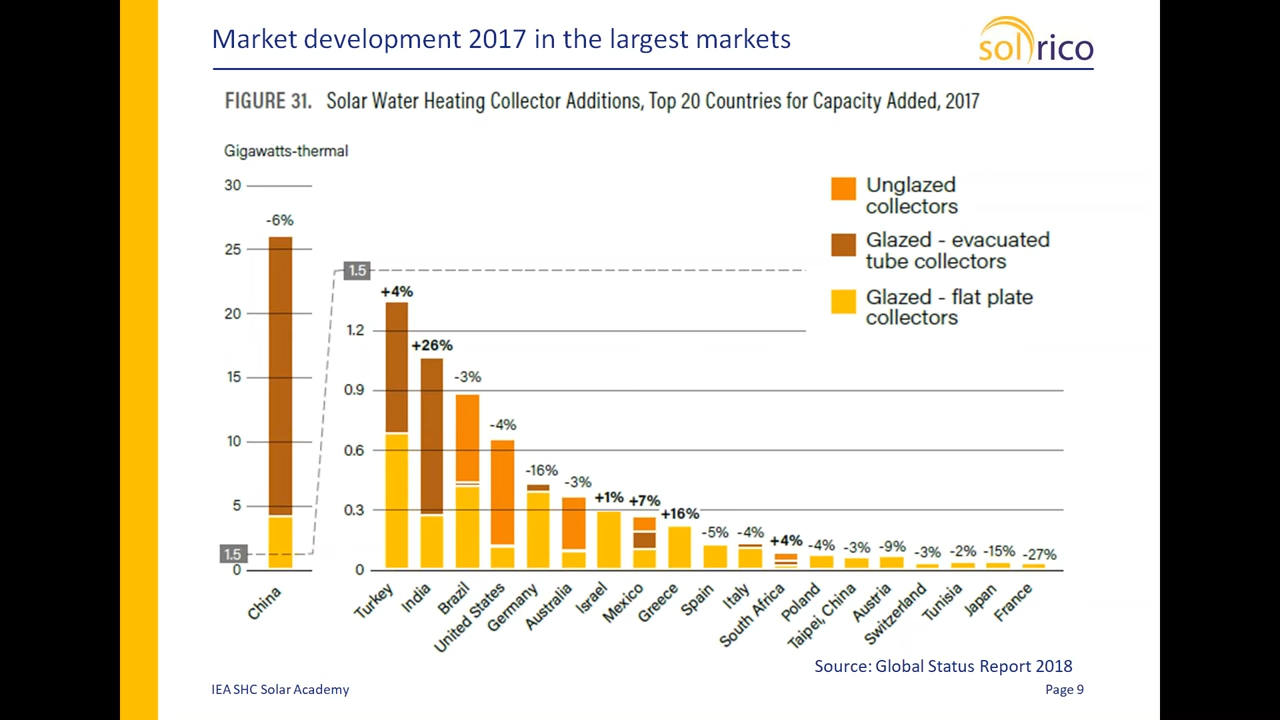 Market development 2017 in the largest markets
solrico
FIGURE 31. Solar Water Heating Collector Additions, Top 20 Countries for Capacity Added, 2017
Gigawatts-thermal
30
25
20
15
10
5
1.5
0
-6%
China
1.5
1.2
0.9
0.6
0.3
0
+4%
+26%
-3%
-4%
-16%
-3%
+1%
+7%
+16%
-5%
-4%
+4%
-4%
-3%
-9%
-3%
-2%
-15%
-27%
Turkey
India
Brazil
United States
Germany
Australia
Israel
Mexico
Greece
Spain
Italy
South Africa
Poland
Taipei, China
Austria
Switzerland
Tunisia
Japan
France
Unglazed
collectors
Glazed - evacuated
tube collectors
Glazed - flat plate
collectors
Source: Global Status Report 2018
IEA SHC Solar Academy
Page 9